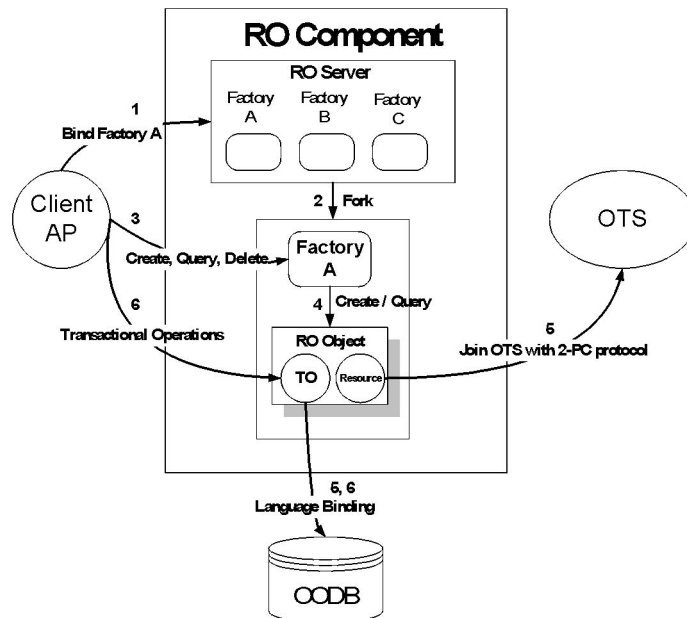 RO Component
RO Server
Factory A
Factory B
Factory C
1
Bind Factory A
Client AP
2 Fork
3
Create, Query, Delete..
Factory A
OTS
4 Create / Query
6
Transactional Operations
RO Object
TO
Resource
5
Join OTS with 2-PC protocol
5, 6
Language Binding
OODB